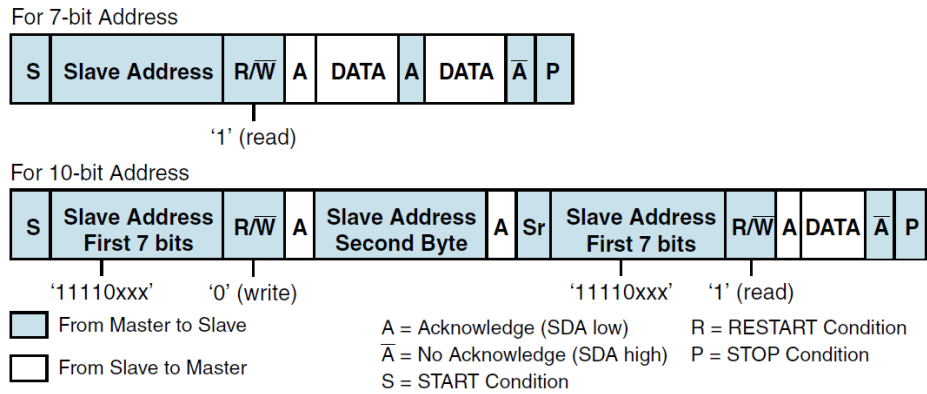 For 7-bit Address
S Slave Address R/W̅ A DATA A DATA A̅ P
‘1’ (read)
For 10-bit Address
S Slave Address First 7 bits R/W̅ A Slave Address Second Byte A Sr Slave Address First 7 bits R/W̅ A DATA A̅ P
‘11110xxx’ ‘0’ (write) ‘11110xxx’ ‘1’ (read)
From Master to Slave
From Slave to Master
A = Acknowledge (SDA low)
A̅ = No Acknowledge (SDA high)
S = START Condition
R = RESTART Condition
P = STOP Condition